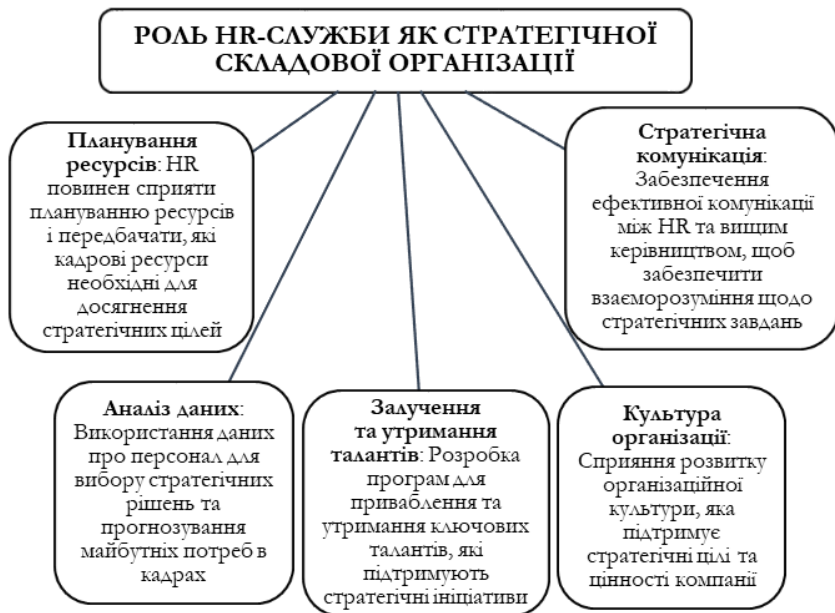 РОЛЬ HR-СЛУЖБИ ЯК СТРАТЕГІЧНОЇ
СКЛАДОВОЇ ОРГАНІЗАЦІЇ
Планування
ресурсів: HR
повинен сприяти
плануванню ресурсів
і передбачати, які
кадрові ресурси
необхідні для
досягнення
стратегічних цілей
Стратегічна
комунікація:
Забезпечення
ефективної комунікації
між HR та вищим
керівництвом, щоб
забезпечити
взаєморозуміння щодо
стратегічних завдань
Аналіз даних:
Використання даних
про персонал для
вибору стратегічних
рішень та
прогнозування
майбутніх потреб в
кадрах
Залучення
та утримання
талантів: Розробка
програм для
приваблення та
утримання ключових
талантів, які
підтримують
стратегічні ініціативи
Культура
організації:
Сприяння розвитку
організаційної
культури, яка
підтримує
стратегічні цілі та
цінності компанії